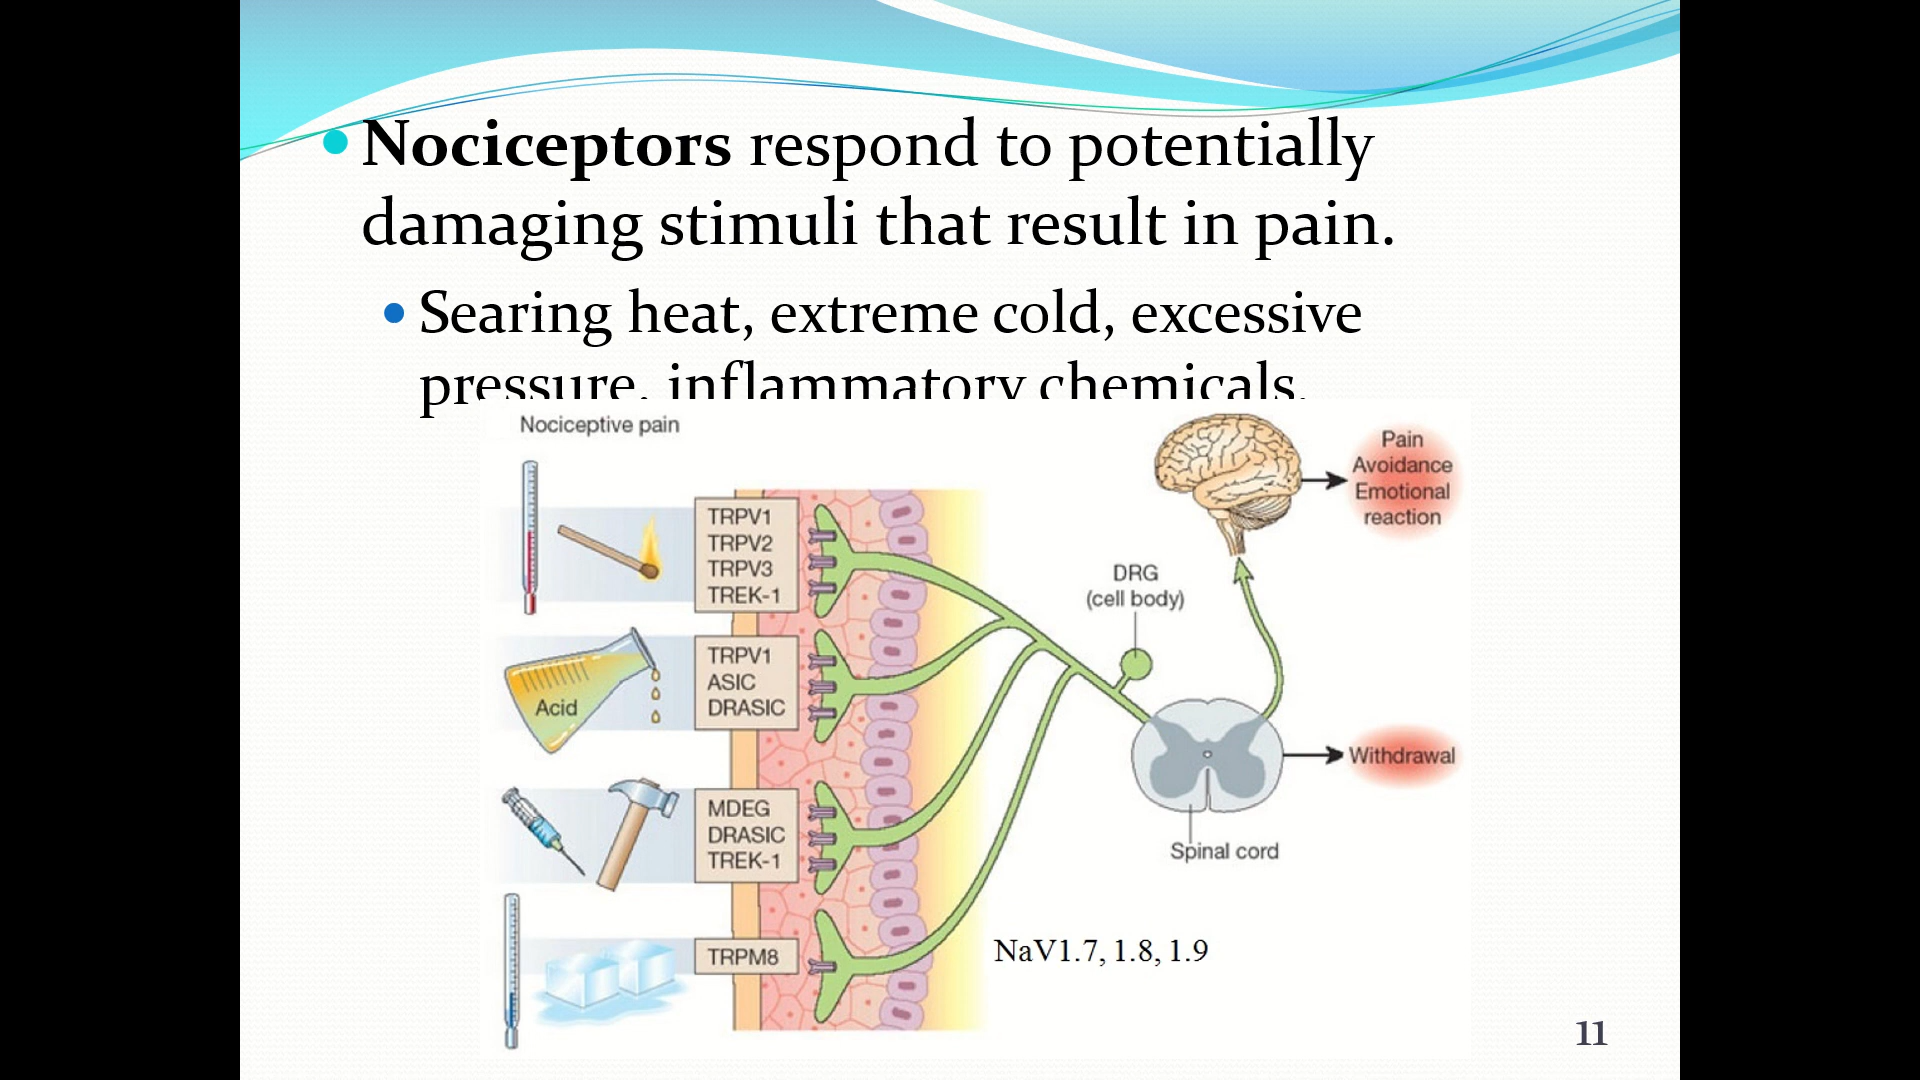 Nociceptors respond to potentially
damaging stimuli that result in pain.
Searing heat, extreme cold, excessive
pressure, inflammatory chemicals.
Nociceptive pain
TRPV1
TRPV2
TRPV3
TREK-1
Acid
TRPV1
ASIC
DRASIC
MDEG
DRASIC
TREK-1
TRPM8
DRG
(cell body)
Pain
Avoidance
Emotional
reaction
Withdrawal
Spinal cord
NaV1.7, 1.8, 1.9
11